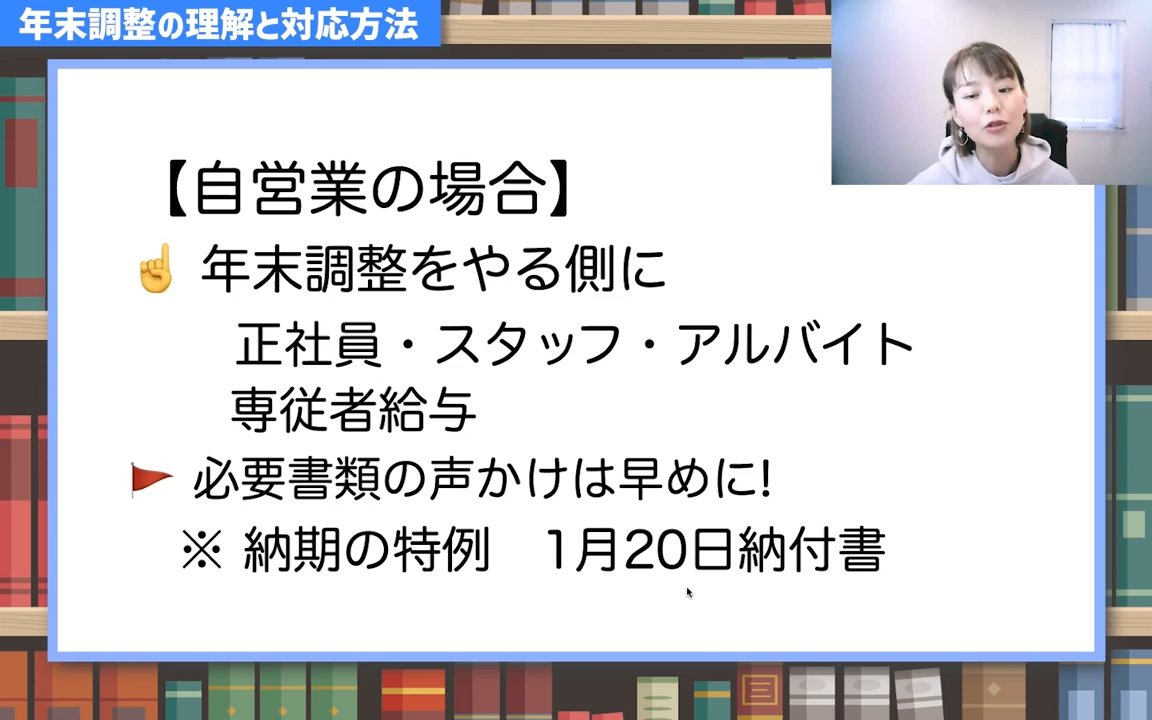 年末調整の理解と対応方法
【自営業の場合】
☝ 年末調整をやる側に
正社員・スタッフ・アルバイト
専従者給与
🚩 必要書類の声かけは早めに!
※ 納期の特例　1月20日納付書